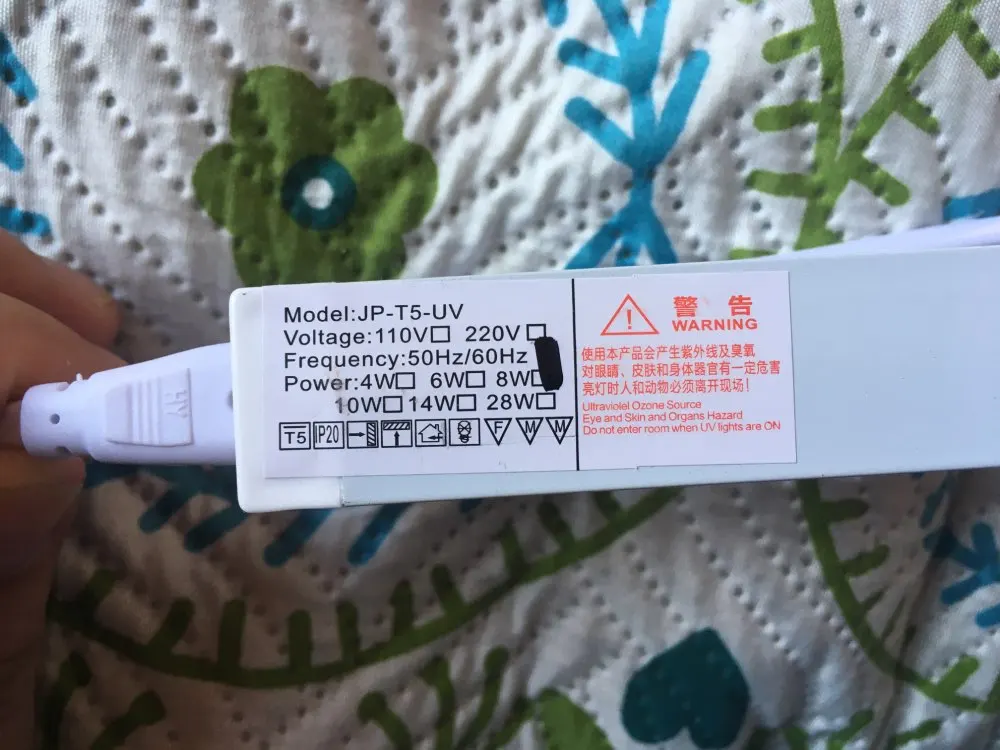 Model:JP-T5-UV
Voltage:110V□ 220V□
Frequency:50Hz/60Hz
Power:4W□ 6W□ 8W□
10W□ 14W□ 28W□
T5 IP20 F M M
警告
WARNING
使用本产品会产生紫外线及臭氧
对眼睛、皮肤和身体器官有一定危害
亮灯时人和动物必须离开现场!
Ultraviolel Ozone Source
Eye and Skin and Organs Hazard
Do not enter room when UV lights are ON
HY